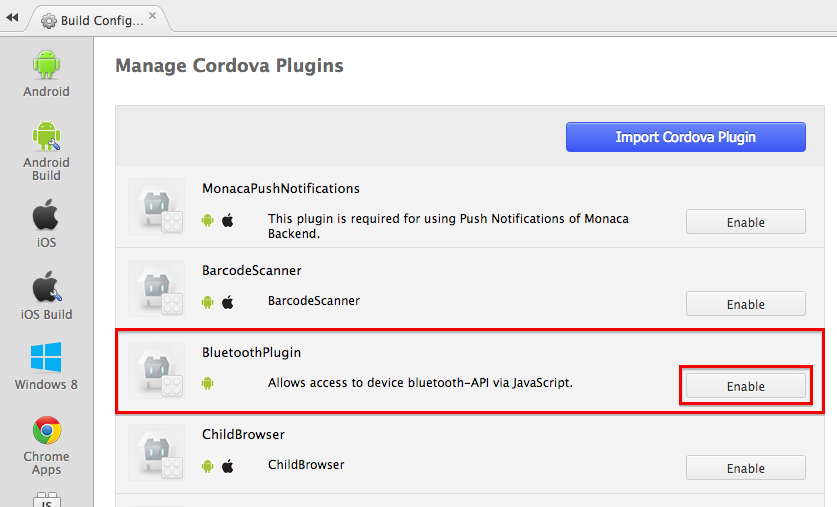 Build Config...
Manage Cordova Plugins
Android
Import Cordova Plugin
Android
Build
MonacaPushNotifications
This plugin is required for using Push Notifications of Monaca
Backend.
Enable
iOS
BarcodeScanner
BarcodeScanner
Enable
iOS Build
BluetoothPlugin
Allows access to device bluetooth-API via JavaScript.
Enable
Windows 8
ChildBrowser
ChildBrowser
Enable
Chrome
Apps
JS